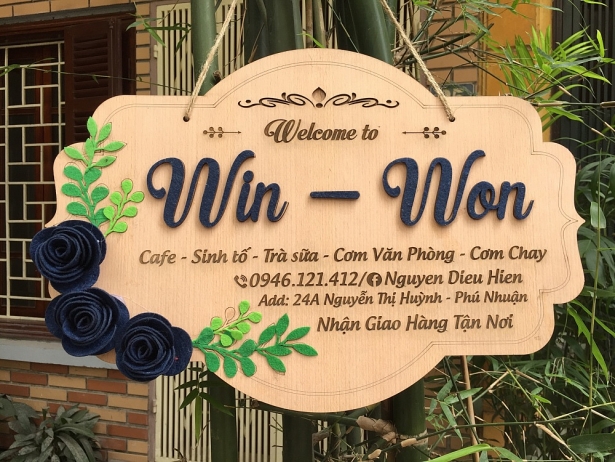 Welcome to
Win - Won
Cafe - Sinh tố - Trà sữa - Cơm Văn Phòng - Cơm Chay
0946.121.412/ Nguyen Dieu Hien
Add: 24A Nguyễn Thị Huỳnh - Phú Nhuận
Nhận Giao Hàng Tận Nơi